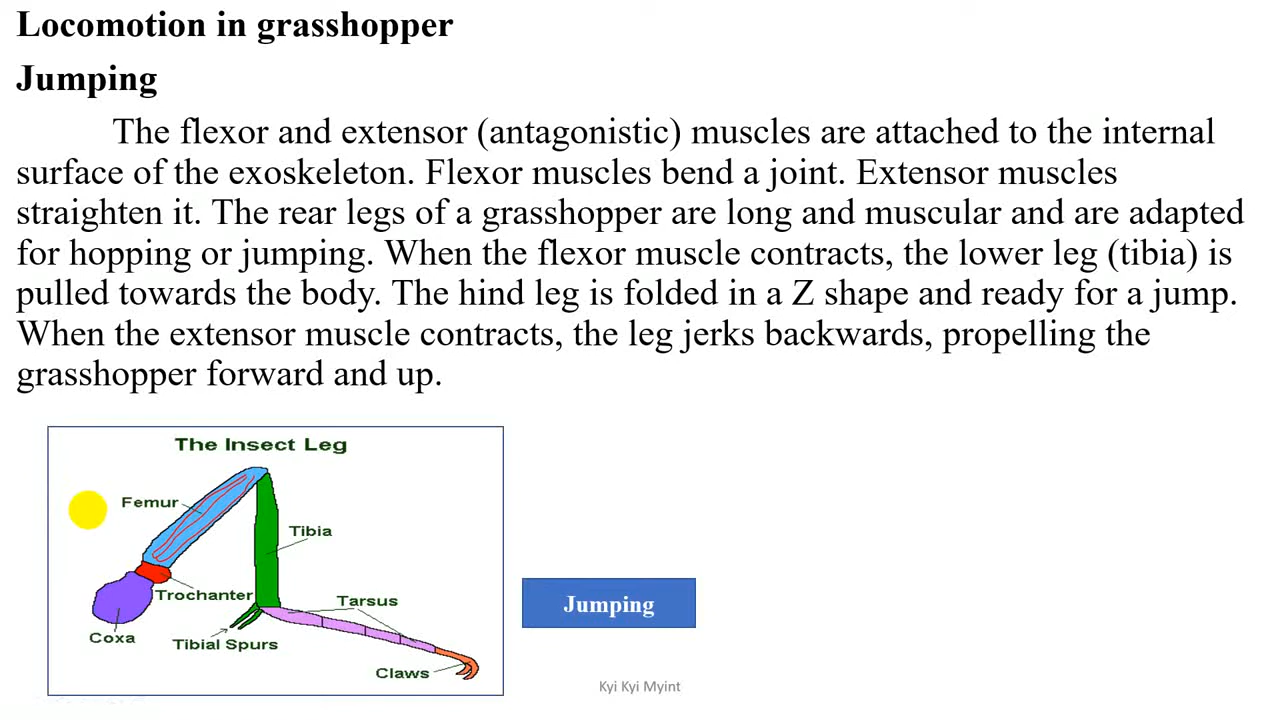 Locomotion in grasshopper
Jumping
The flexor and extensor (antagonistic) muscles are attached to the internal
surface of the exoskeleton. Flexor muscles bend a joint. Extensor muscles
straighten it. The rear legs of a grasshopper are long and muscular and are adapted
for hopping or jumping. When the flexor muscle contracts, the lower leg (tibia) is
pulled towards the body. The hind leg is folded in a Z shape and ready for a jump.
When the extensor muscle contracts, the leg jerks backwards, propelling the
grasshopper forward and up.
The Insect Leg
Femur
Tibia
Trochanter
Tarsus
Coxa
Tibial Spurs
Claws
Jumping
Kyi Kyi Myint